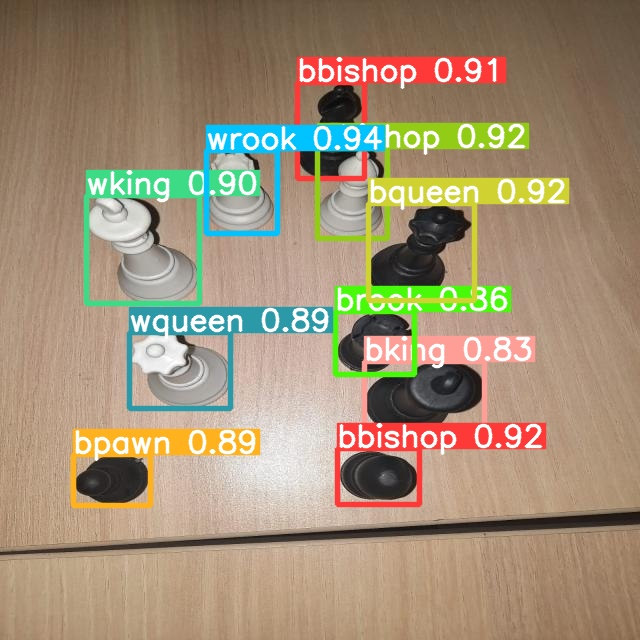 bbishop 0.91
wrook 0.94
hop 0.92
wking 0.90
bqueen 0.92
brook 0.86
wqueen 0.89
bking 0.83
bpawn 0.89
bbishop 0.92